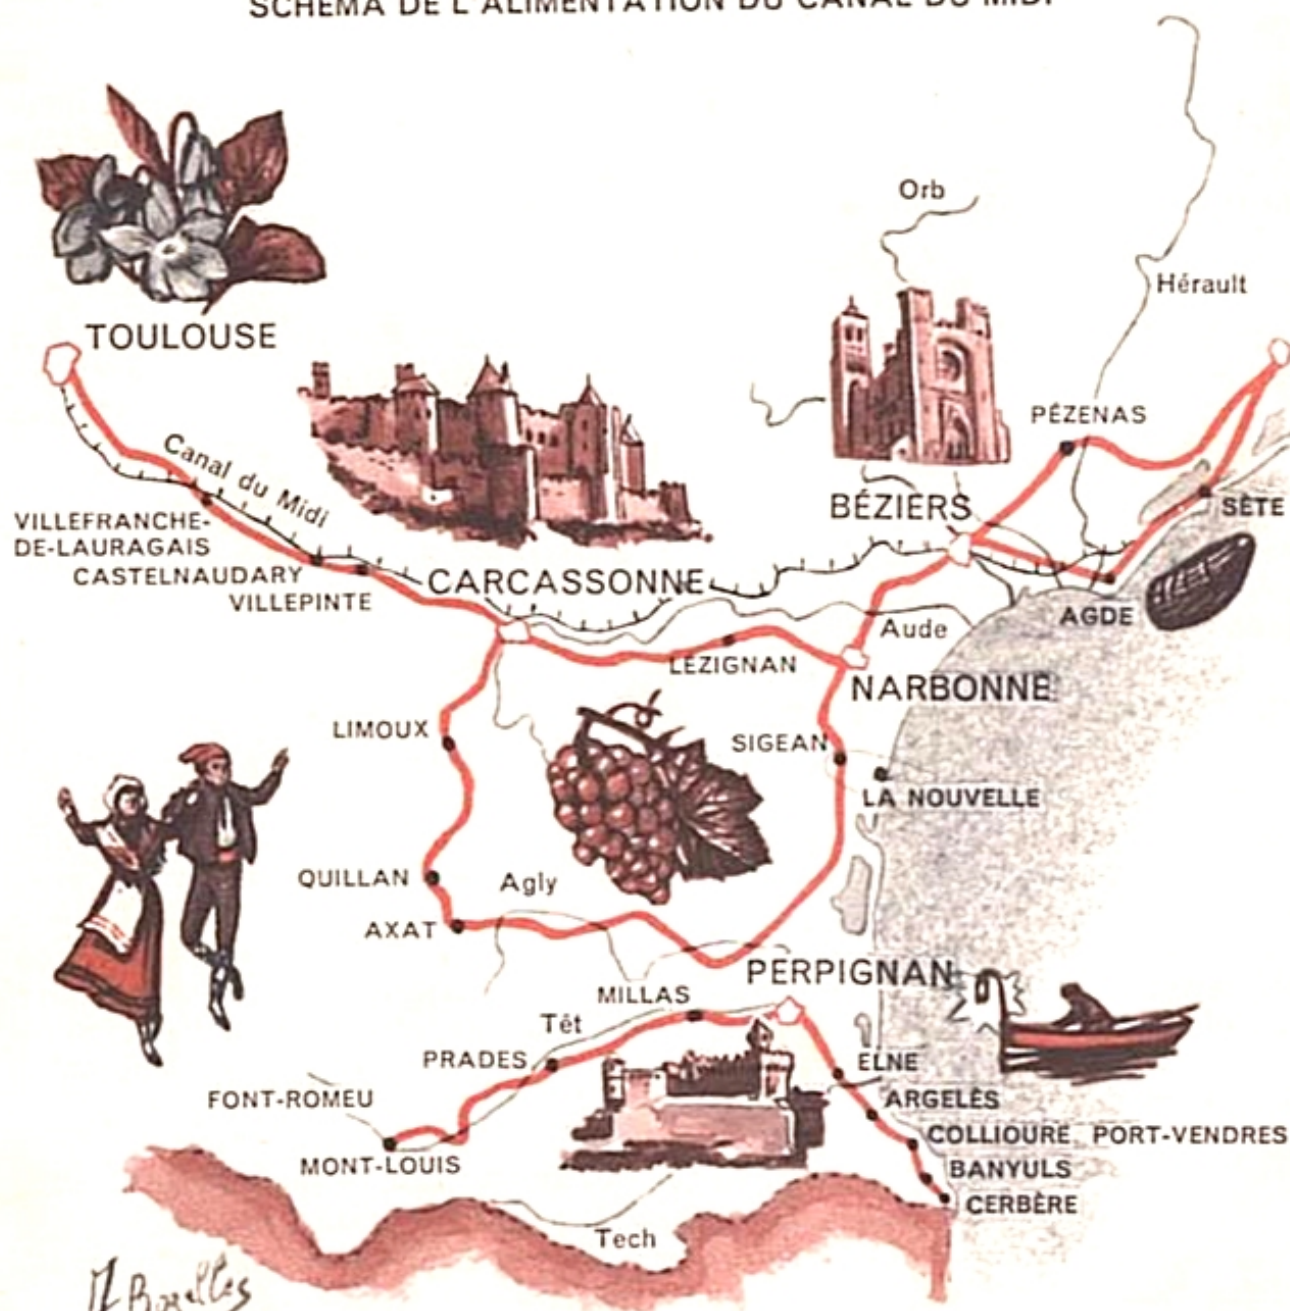 SCHEMA DE L'ALIMENTATION DU CANAL DU MIDI
Orb
Hérault
TOULOUSE
PÉZENAS
Canal du Midi
BÉZIERS
SÈTE
VILLEFRANCHE-
DE-LAURAGAIS
CASTELNAUDARY
CARCASSONNE
VILLEPINTE
AGDE
Aude
LÉZIGNAN
NARBONNE
LIMOUX
SIGEAN
LA NOUVELLE
QUILLAN
Agly
AXAT
PERPIGNAN
MILLAS
Têt
PRADES
ELNE
FONT-ROMEU
ARGELÈS
COLLIOURE PORT-VENDRES
MONT-LOUIS
BANYULS
CERBÈRE
Tech